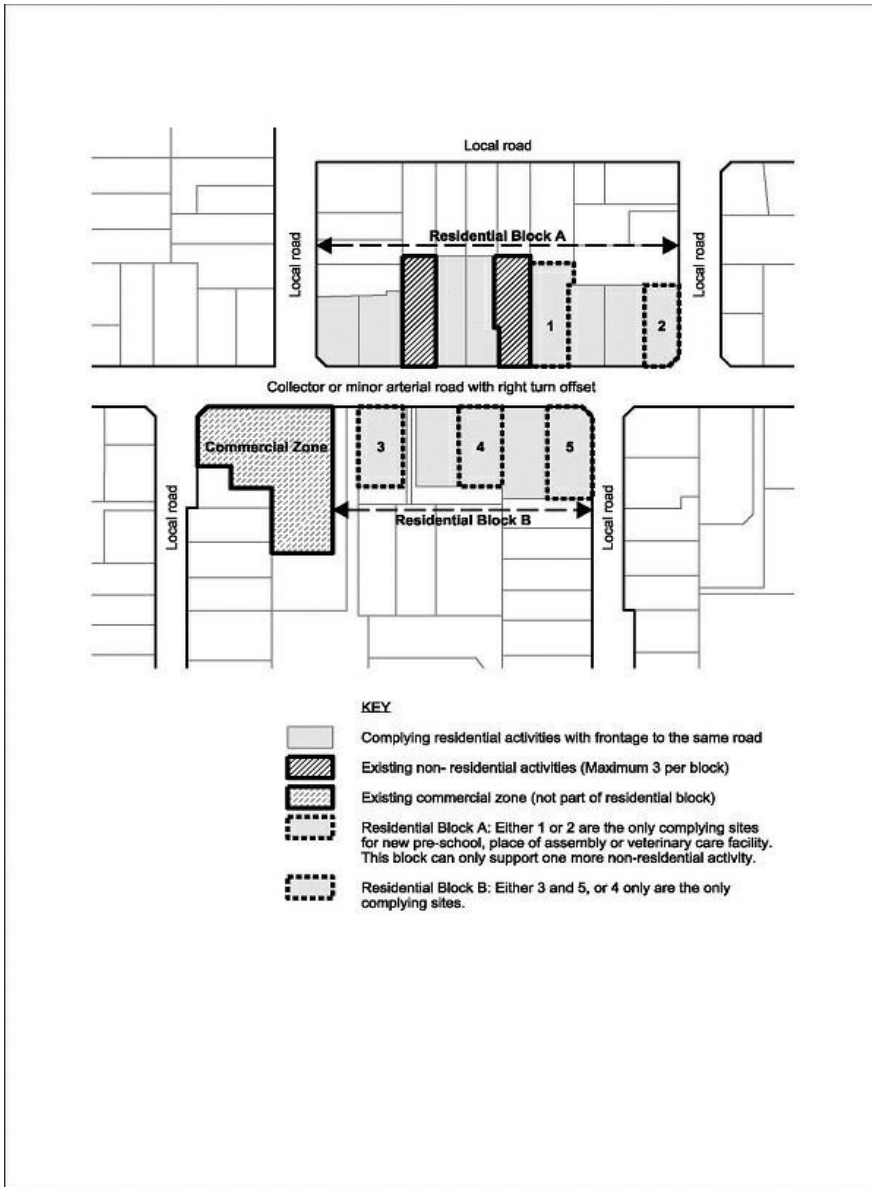 Local road
Local road
Residential Block A
Local road
1
2
Collector or minor arterial road with right turn offset
Commercial Zone
3
4
5
Local road
Residential Block B
Local road
KEY
Complying residential activities with frontage to the same road
Existing non- residential activities (Maximum 3 per block)
Existing commercial zone (not part of residential block)
Residential Block A: Either 1 or 2 are the only complying sites
for new pre-school, place of assembly or veterinary care facility.
This block can only support one more non-residential activity.
Residential Block B: Either 3 and 5, or 4 only are the only
complying sites.